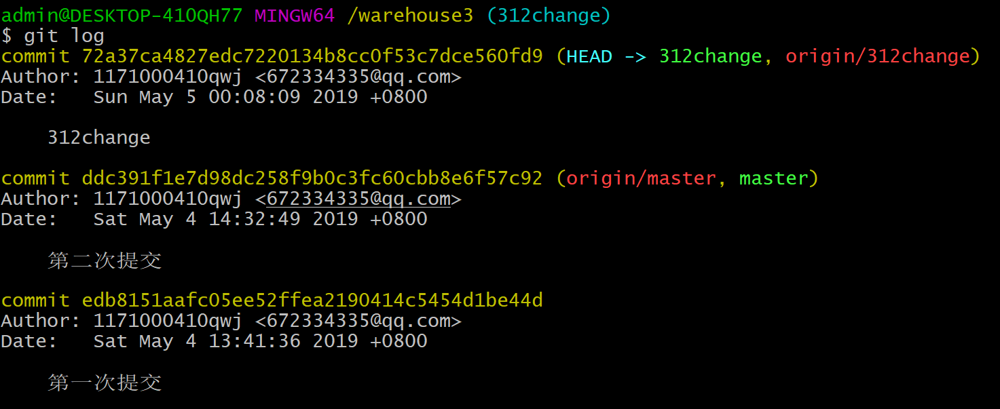 admin@DESKTOP-410QH77 MINGW64 /warehouse3 (312change)
$ git log
commit 72a37ca4827edc7220134b8cc0f53c7dce560fd9 (HEAD -> 312change, origin/312change)
Author: 1171000410qwj <672334335@qq.com>
Date:   Sun May 5 00:08:09 2019 +0800
    312change
commit ddc391f1e7d98dc258f9b0c3fc60cbb8e6f57c92 (origin/master, master)
Author: 1171000410qwj <672334335@qq.com>
Date:   Sat May 4 14:32:49 2019 +0800
    第二次提交
commit edb8151aafc05ee52ffea2190414c5454d1be44d
Author: 1171000410qwj <672334335@qq.com>
Date:   Sat May 4 13:41:36 2019 +0800
    第一次提交